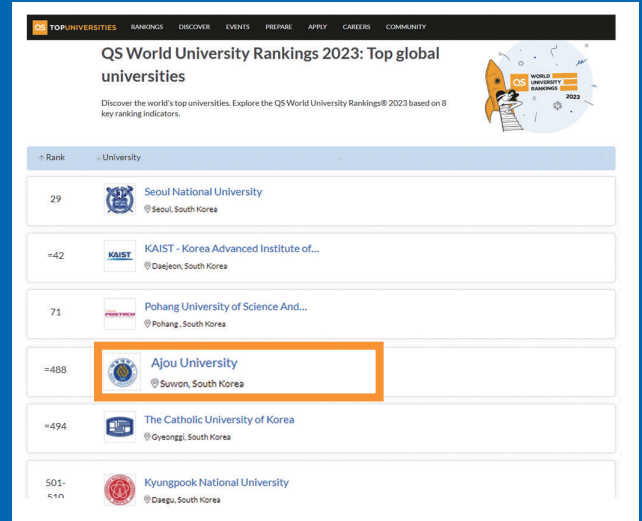 QS TOPUNIVERSITIES RANKINGS DISCOVER EVENTS PREPARE APPLY CAREERS COMMUNITY
QS World University Rankings 2023: Top global
universities
Discover the world's top universities. Explore the QS World University Rankings® 2023 based on 8
key ranking indicators.
QS WORLD
UNIVERSITY
RANKINGS
2023
↑ Rank ↓ University
29 Seoul National University
Seoul, South Korea
=42 KAIST KAIST - Korea Advanced Institute of...
Daejeon, South Korea
71 POSTECH Pohang University of Science And...
Pohang , South Korea
=488 Ajou University
Suwon, South Korea
=494 The Catholic University of Korea
Gyeonggi, South Korea
501- Kyungpook National University
510 Daegu, South Korea